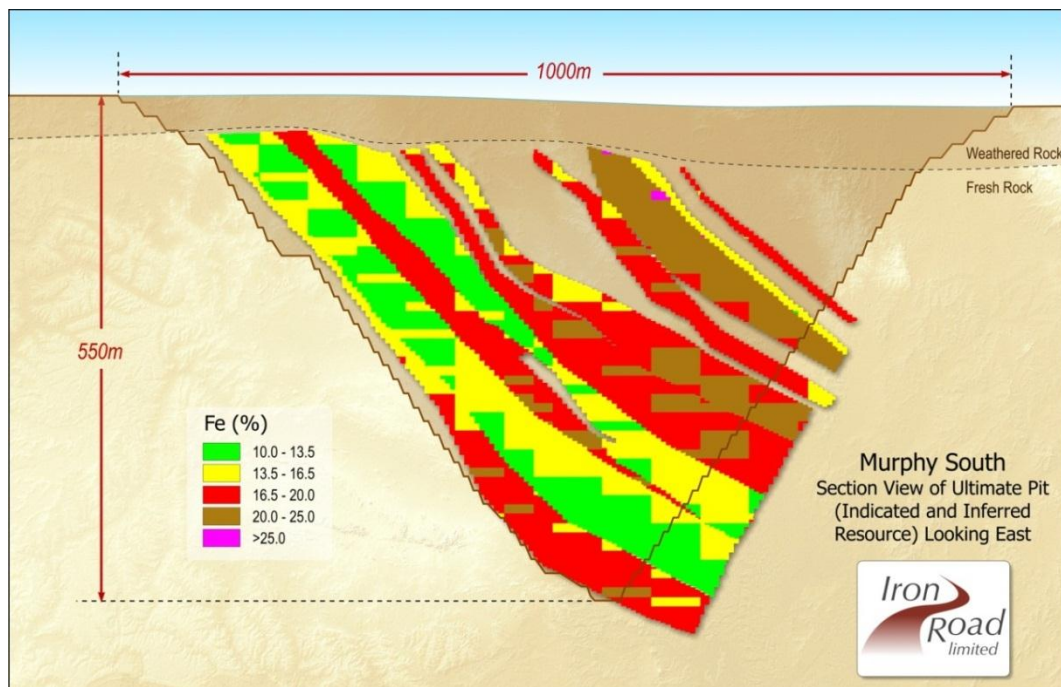 1000m
Weathered Rock
Fresh Rock
550m
Fe (%)
10.0 - 13.5
13.5 - 16.5
16.5 - 20.0
20.0 - 25.0
>25.0
Murphy South
Section View of Ultimate Pit
(Indicated and Inferred
Resource) Looking East
Iron
Road
limited